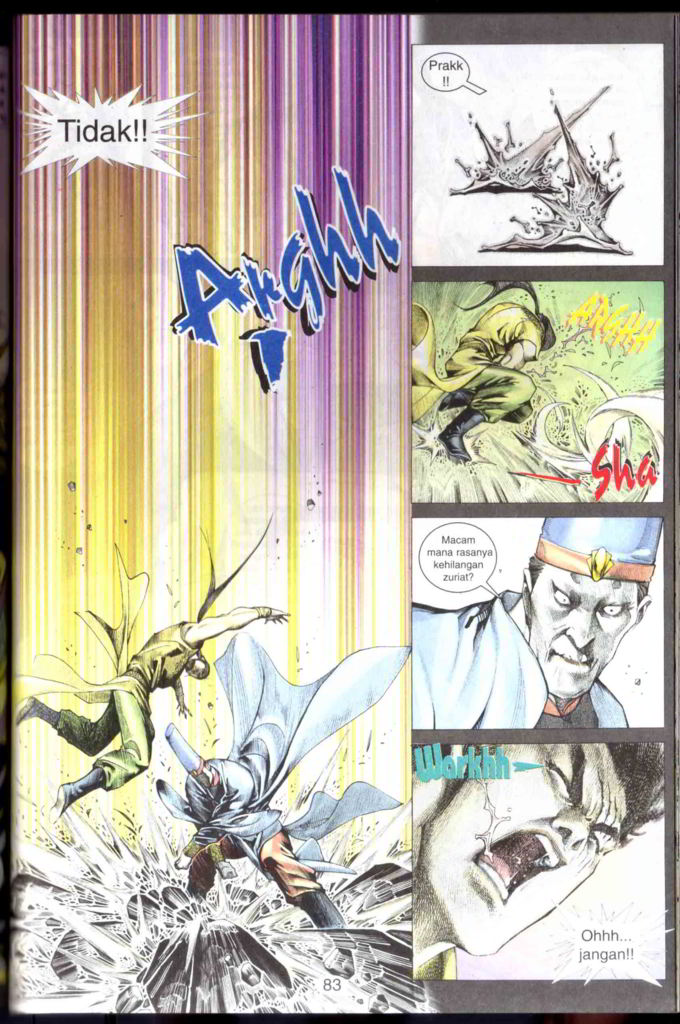 Tidak!!
Arghh
!
Prakk
!!
ARGHH
Sha
Macam
mana rasanya
kehilangan
zuriat?
Warkhh
Ohhh...
jangan!!
83